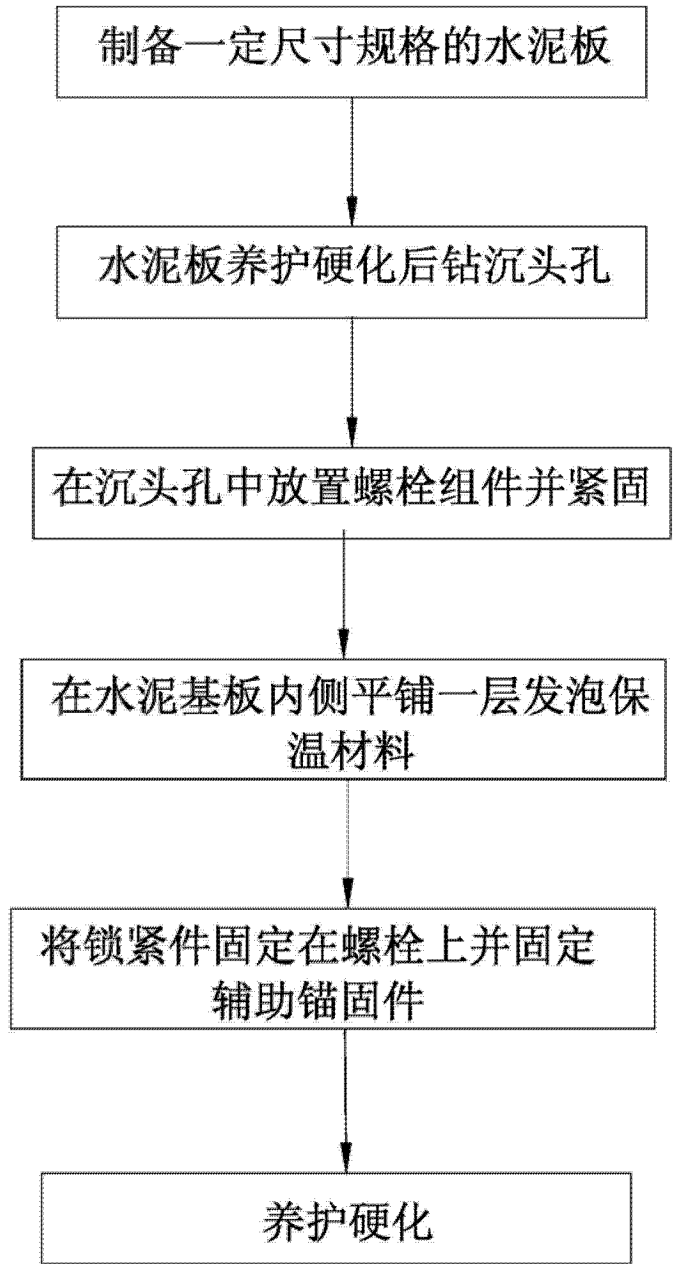 制备一定尺寸规格的水泥板
水泥板养护硬化后钻沉头孔
在沉头孔中放置螺栓组件并紧固
在水泥基板内侧平铺一层发泡保
温材料
将锁紧件固定在螺栓上并固定
辅助锚固件
养护硬化